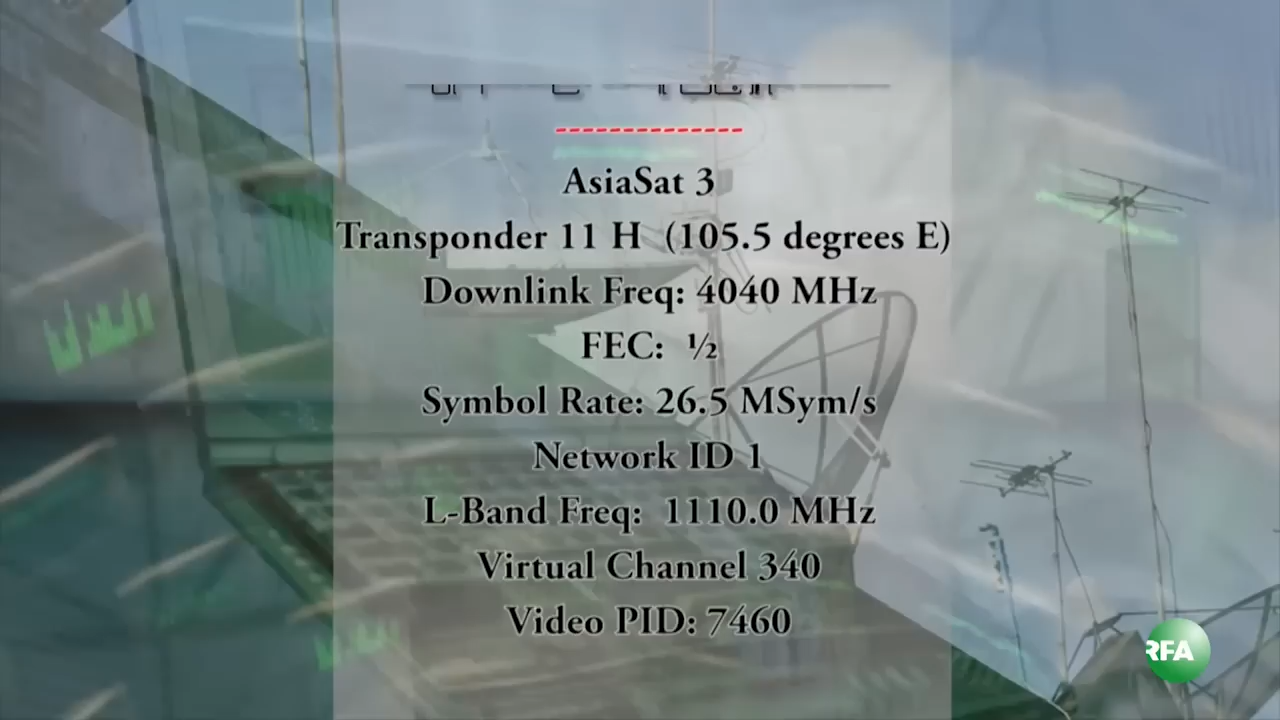 AsiaSat 3
Transponder 11 H (105.5 degrees E)
Downlink Freq: 4040 MHz
FEC: ½
Symbol Rate: 26.5 MSym/s
Network ID 1
L-Band Freq: 1110.0 MHz
Virtual Channel 340
Video PID: 7460
RFA